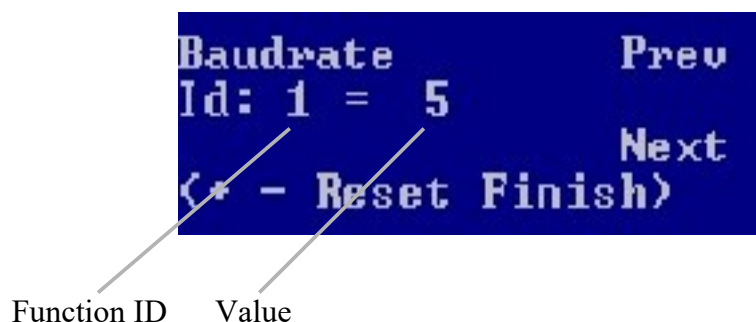 Baudrate Prev
Id: 1 = 5
Next
(+ - Reset Finish)
Function ID Value